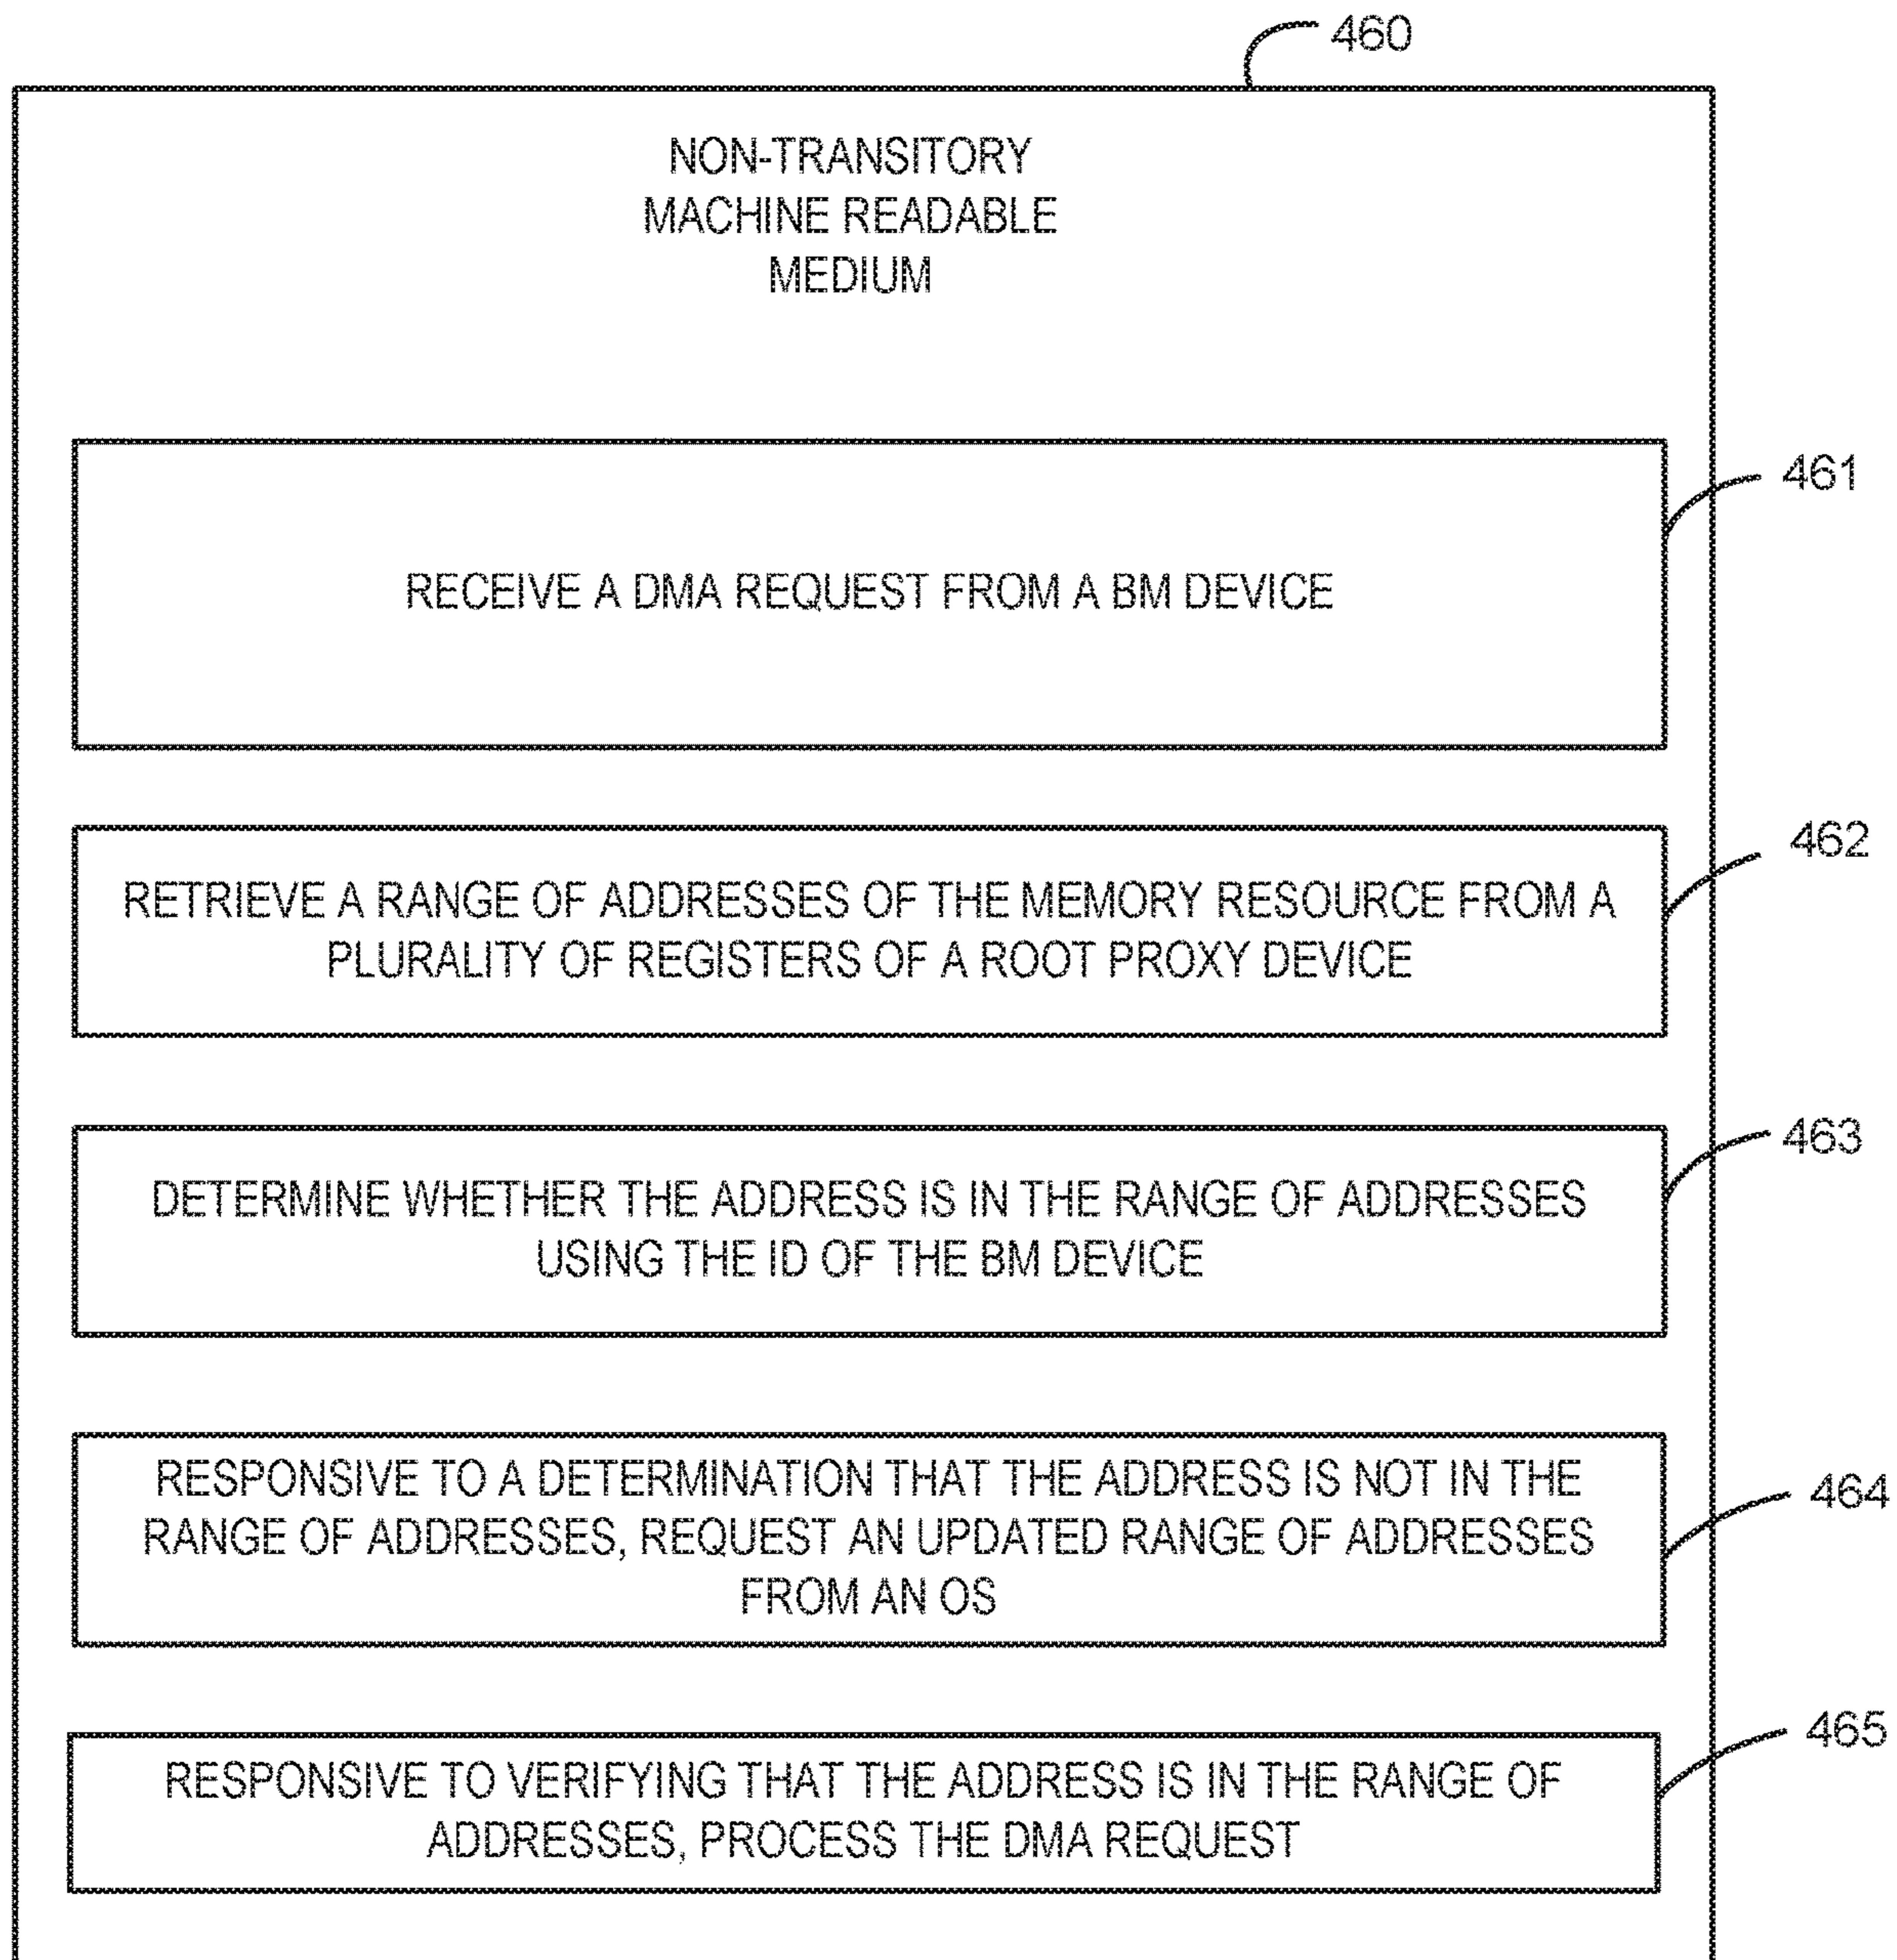 460
NON-TRANSITORY
MACHINE READABLE
MEDIUM
461
RECEIVE A DMA REQUEST FROM A BM DEVICE
462
RETRIEVE A RANGE OF ADDRESSES OF THE MEMORY RESOURCE FROM A
PLURALITY OF REGISTERS OF A ROOT PROXY DEVICE
463
DETERMINE WHETHER THE ADDRESS IS IN THE RANGE OF ADDRESSES
USING THE ID OF THE BM DEVICE
464
RESPONSIVE TO A DETERMINATION THAT THE ADDRESS IS NOT IN THE
RANGE OF ADDRESSES, REQUEST AN UPDATED RANGE OF ADDRESSES
FROM AN OS
465
RESPONSIVE TO VERIFYING THAT THE ADDRESS IS IN THE RANGE OF
ADDRESSES, PROCESS THE DMA REQUEST